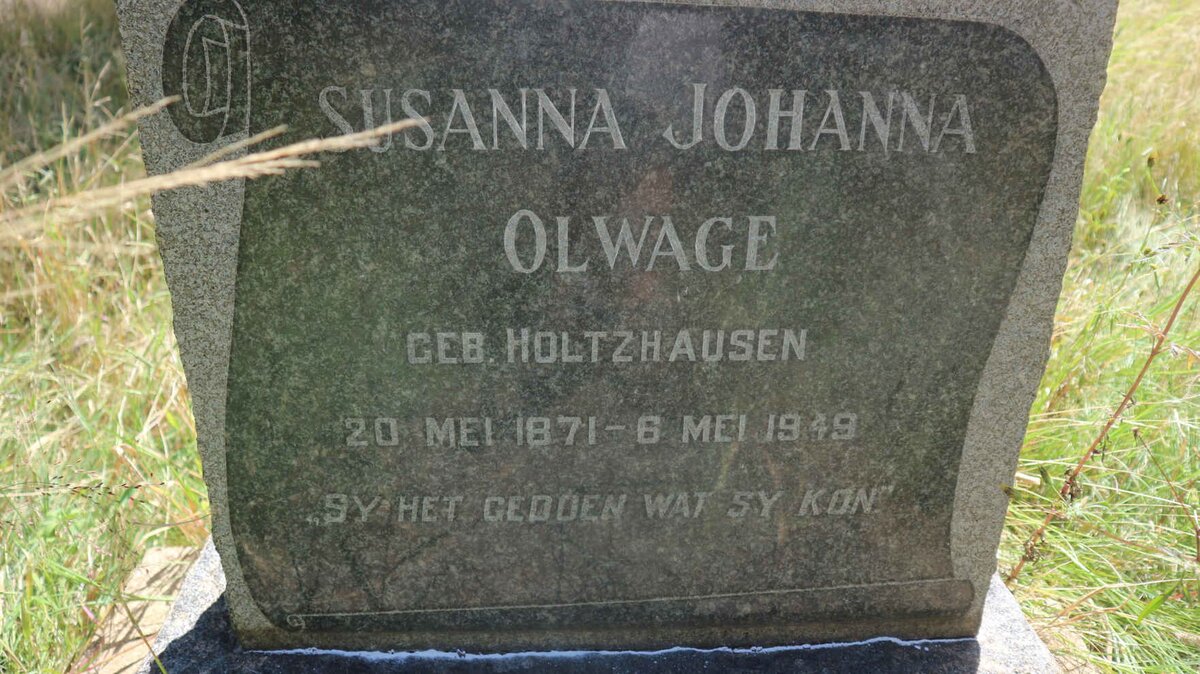 SUSANNA JOHANNA
OLWAGE
GEB. HOLTZHAUSEN
20 MEI 1871 – 6 MEI 1949
„SY HET GEDOEN WAT SY KON”